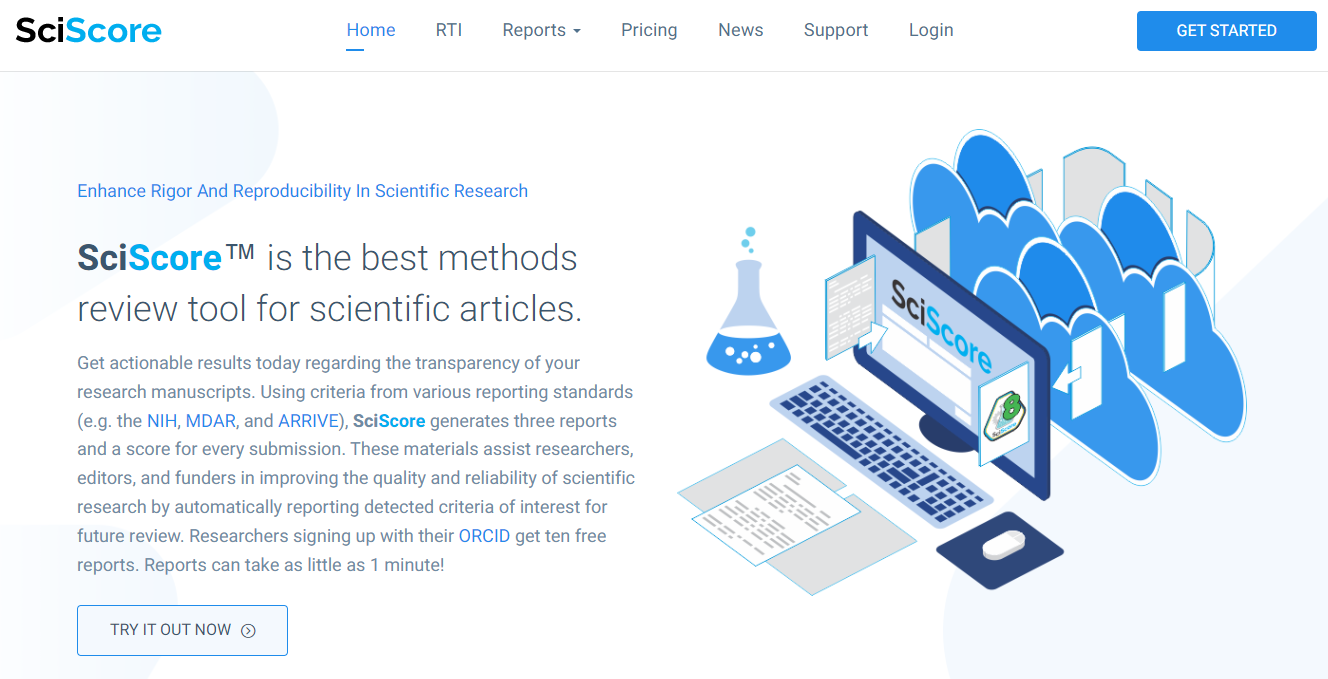 SciScore
Home RTI Reports Pricing News Support Login
GET STARTED
Enhance Rigor And Reproducibility In Scientific Research
SciScore™ is the best methods
review tool for scientific articles.
Get actionable results today regarding the transparency of your
research manuscripts. Using criteria from various reporting standards
(e.g. the NIH, MDAR, and ARRIVE), SciScore generates three reports
and a score for every submission. These materials assist researchers,
editors, and funders in improving the quality and reliability of scientific
research by automatically reporting detected criteria of interest for
future review. Researchers signing up with their ORCID get ten free
reports. Reports can take as little as 1 minute!
TRY IT OUT NOW
SciScore
8
SciScore